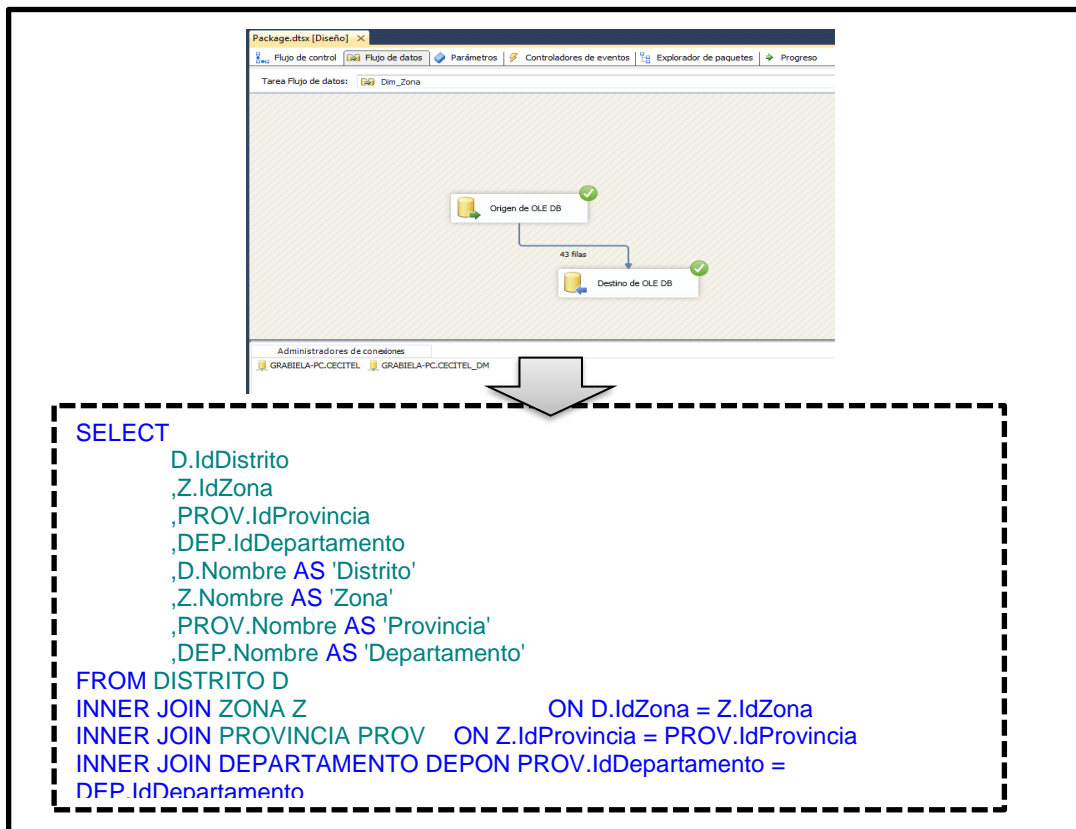 Package.dtsx [Diseño]
Flujo de control Flujo de datos Parámetros Controladores de eventos Explorador de paquetes Progreso
Tarea Flujo de datos: Dim_Zona
Origen de OLE DB
43 filas
Destino de OLE DB
Administradores de conexiones
GRABIELA-PC.CECITEL GRABIELA-PC.CECITEL_DM
SELECT
D.IdDistrito
,Z.IdZona
,PROV.IdProvincia
,DEP.IdDepartamento
,D.Nombre AS 'Distrito'
,Z.Nombre AS 'Zona'
,PROV.Nombre AS 'Provincia'
,DEP.Nombre AS 'Departamento'
FROM DISTRITO D
INNER JOIN ZONA Z ON D.IdZona = Z.IdZona
INNER JOIN PROVINCIA PROV ON Z.IdProvincia = PROV.IdProvincia
INNER JOIN DEPARTAMENTO DEPON PROV.IdDepartamento =
DEP.IdDepartamento